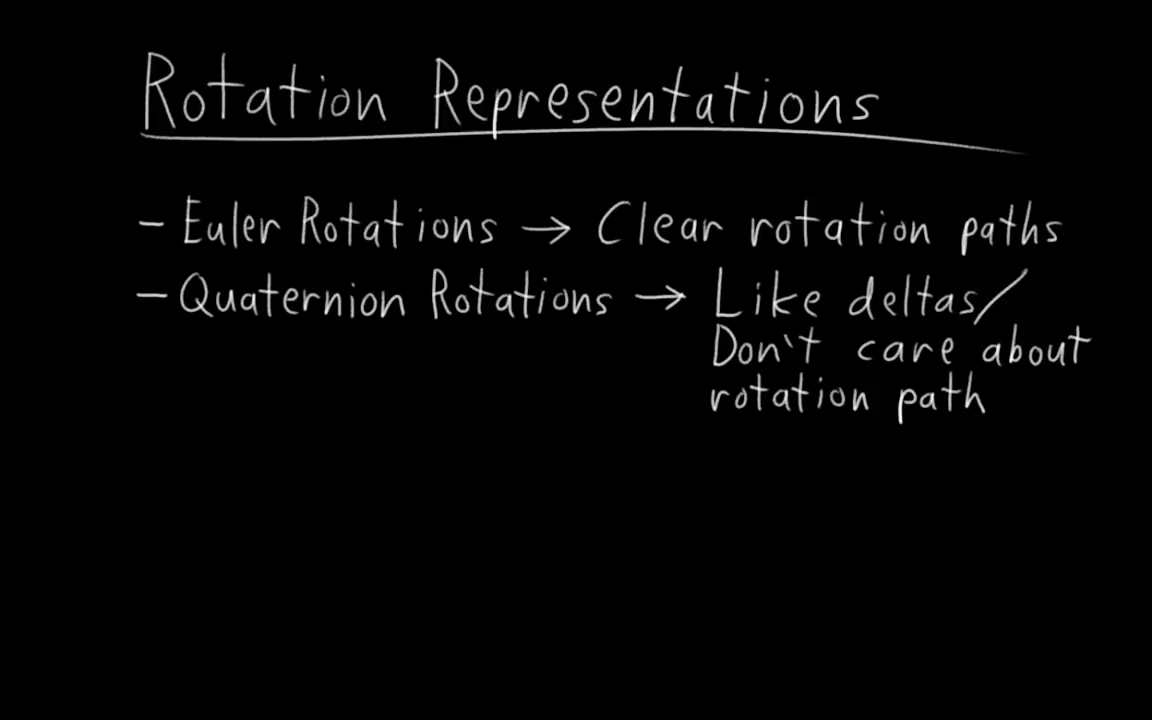 Rotation Representations
- Euler Rotations → Clear rotation paths
- Quaternion Rotations → Like deltas/
Don't care about
rotation path